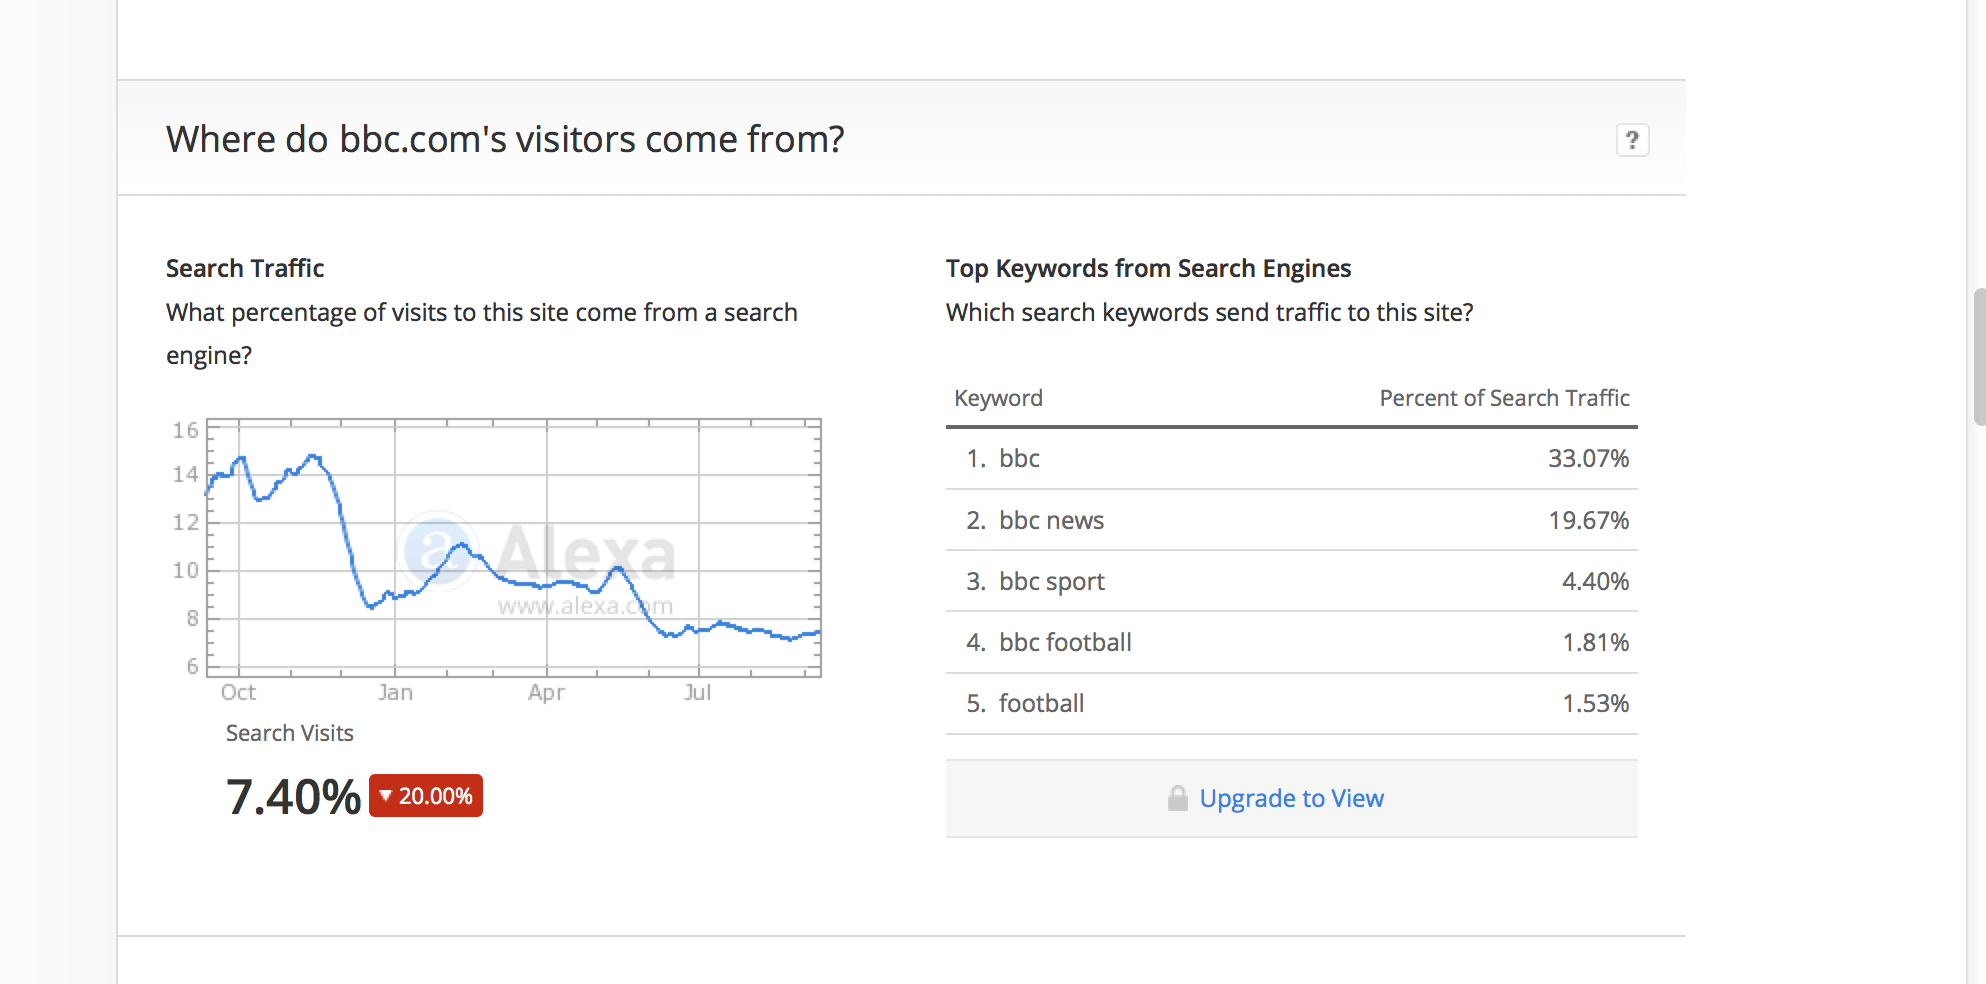 Where do bbc.com's visitors come from?
?
Search Traffic
What percentage of visits to this site come from a search
engine?
16
14
12
10
8
6
Oct Jan Apr Jul
a Alexa
www.alexa.com
Search Visits
7.40% ▼ 20.00%
Top Keywords from Search Engines
Which search keywords send traffic to this site?
Keyword Percent of Search Traffic
1. bbc 33.07%
2. bbc news 19.67%
3. bbc sport 4.40%
4. bbc football 1.81%
5. football 1.53%
Upgrade to View